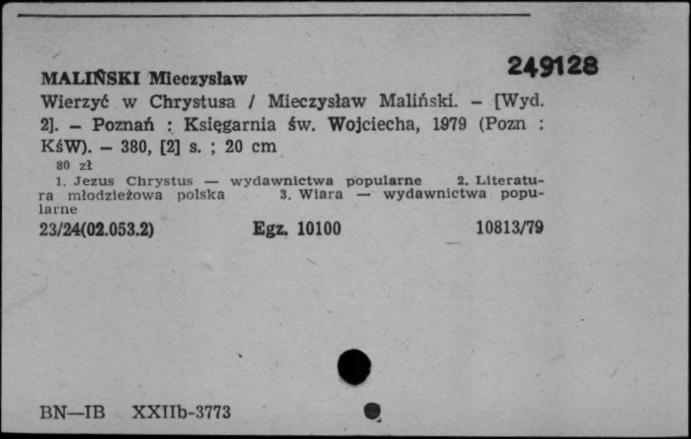 249128
MALIŃSKI Mieczysław
Wierzyć w Chrystusa / Mieczysław Maliński. – [Wyd.
2]. – Poznań : Księgarnia św. Wojciecha, 1979 (Pozn :
KśW). – 380, [2] s. ; 20 cm
80 zł
1. Jezus Chrystus — wydawnictwa popularne 2. Literatu-
ra młodzieżowa polska 3. Wiara — wydawnictwa popu-
larne
23/24(02.053.2) Egz. 10100 10813/79
BN—IB XXIIb-3773